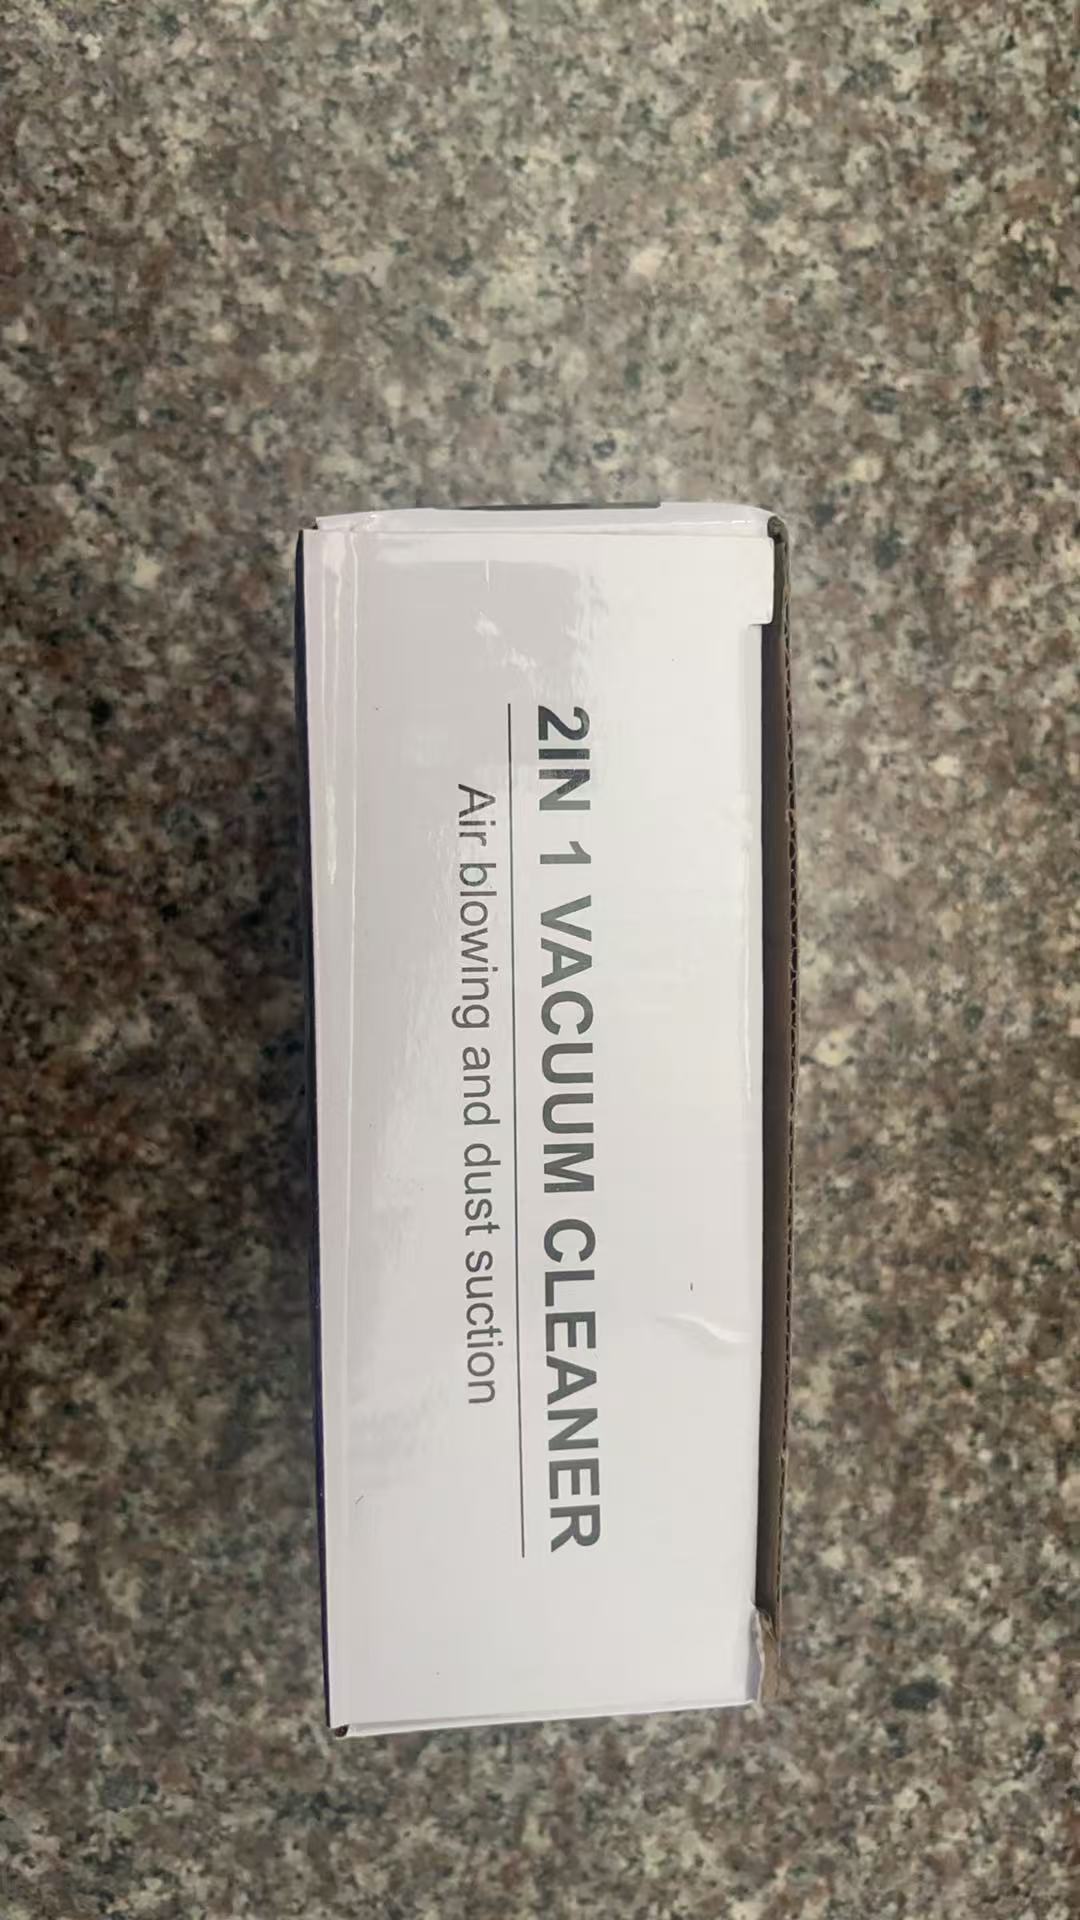 2IN 1 VACUUM CLEANER
Air blowing and dust suction